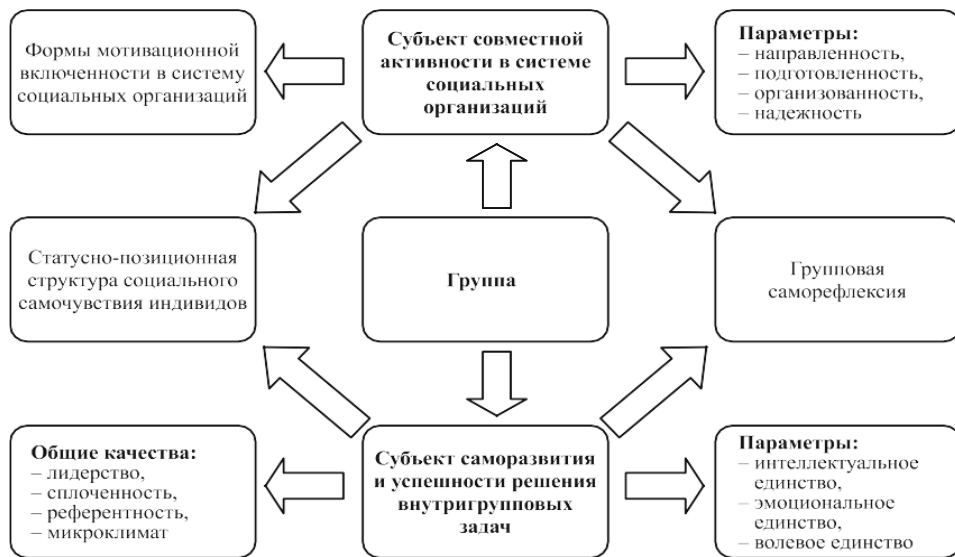 Формы мотивационной
включенности в систему
социальных организаций
Субъект совместной
активности в системе
социальных
организаций
Параметры:
– направленность,
– подготовленность,
– организованность,
– надежность
Статусно-позиционная
структура социального
самочувствия индивидов
Группа
Групповая
саморефлексия
Общие качества:
– лидерство,
– сплоченность,
– референтность,
– микроклимат
Субъект саморазвития
и успешности решения
внутригрупповых
задач
Параметры:
– интеллектуальное
единство,
– эмоциональное
единство,
– волевое единство